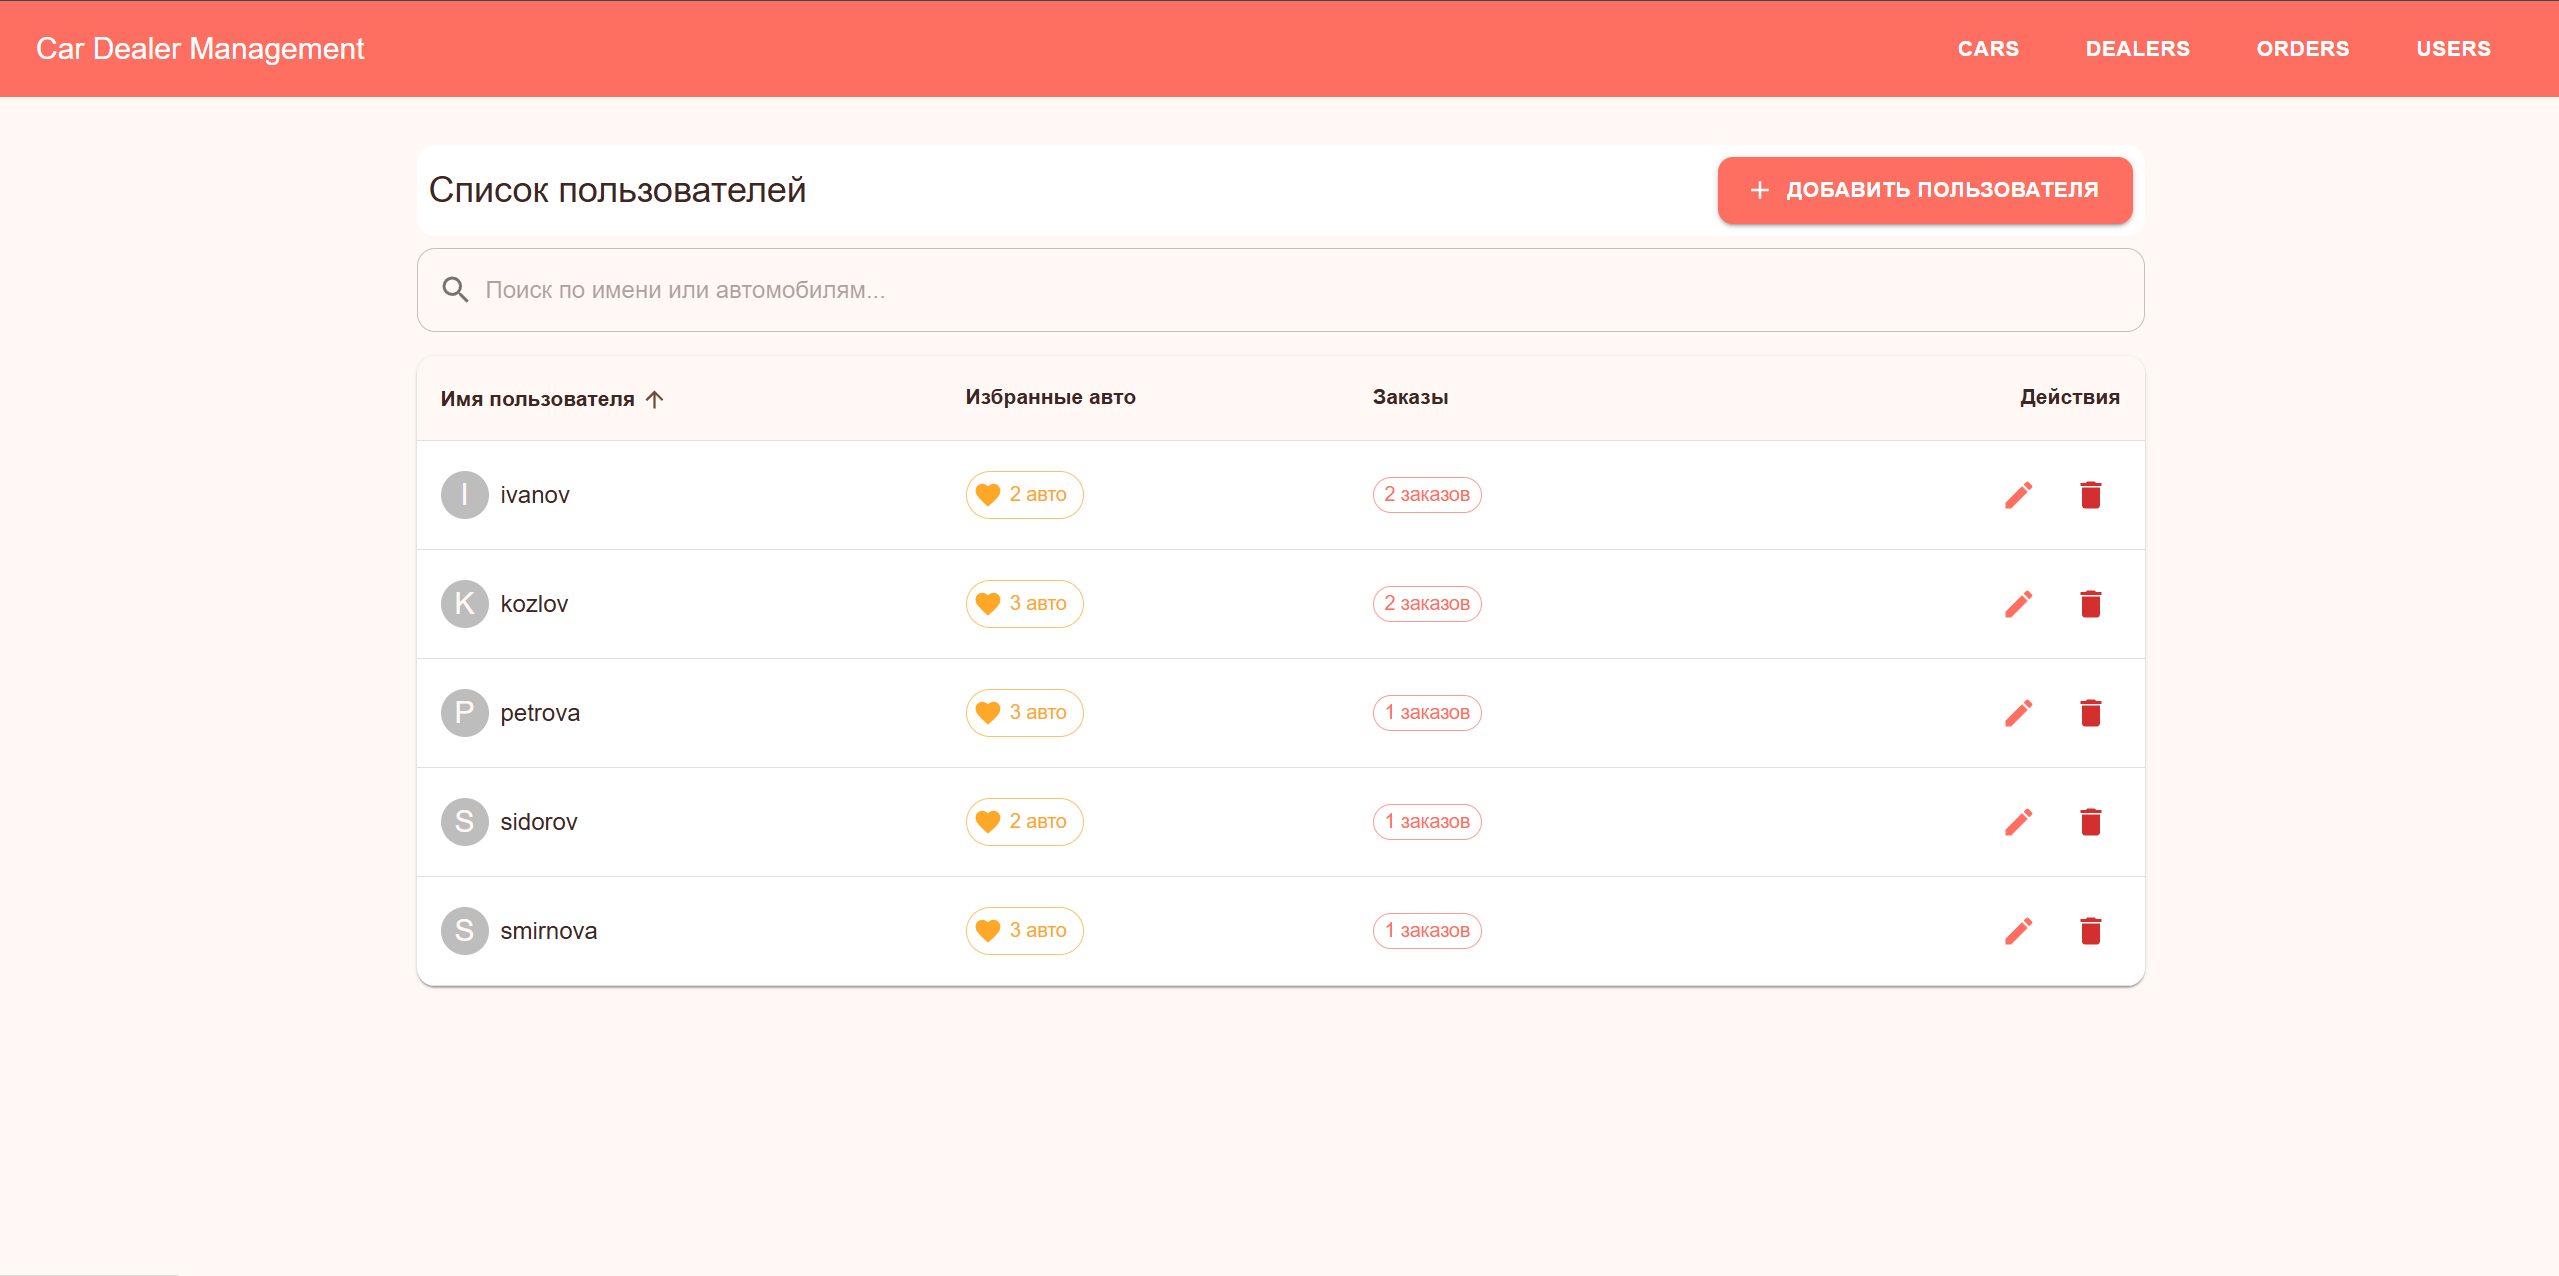 Car Dealer Management CARS DEALERS ORDERS USERS
Список пользователей + ДОБАВИТЬ ПОЛЬЗОВАТЕЛЯ
Поиск по имени или автомобилям...
Имя пользователя Избранные авто Заказы Действия
I ivanov 2 авто 2 заказов
K kozlov 3 авто 2 заказов
P petrova 3 авто 1 заказов
S sidorov 2 авто 1 заказов
S smirnova 3 авто 1 заказов